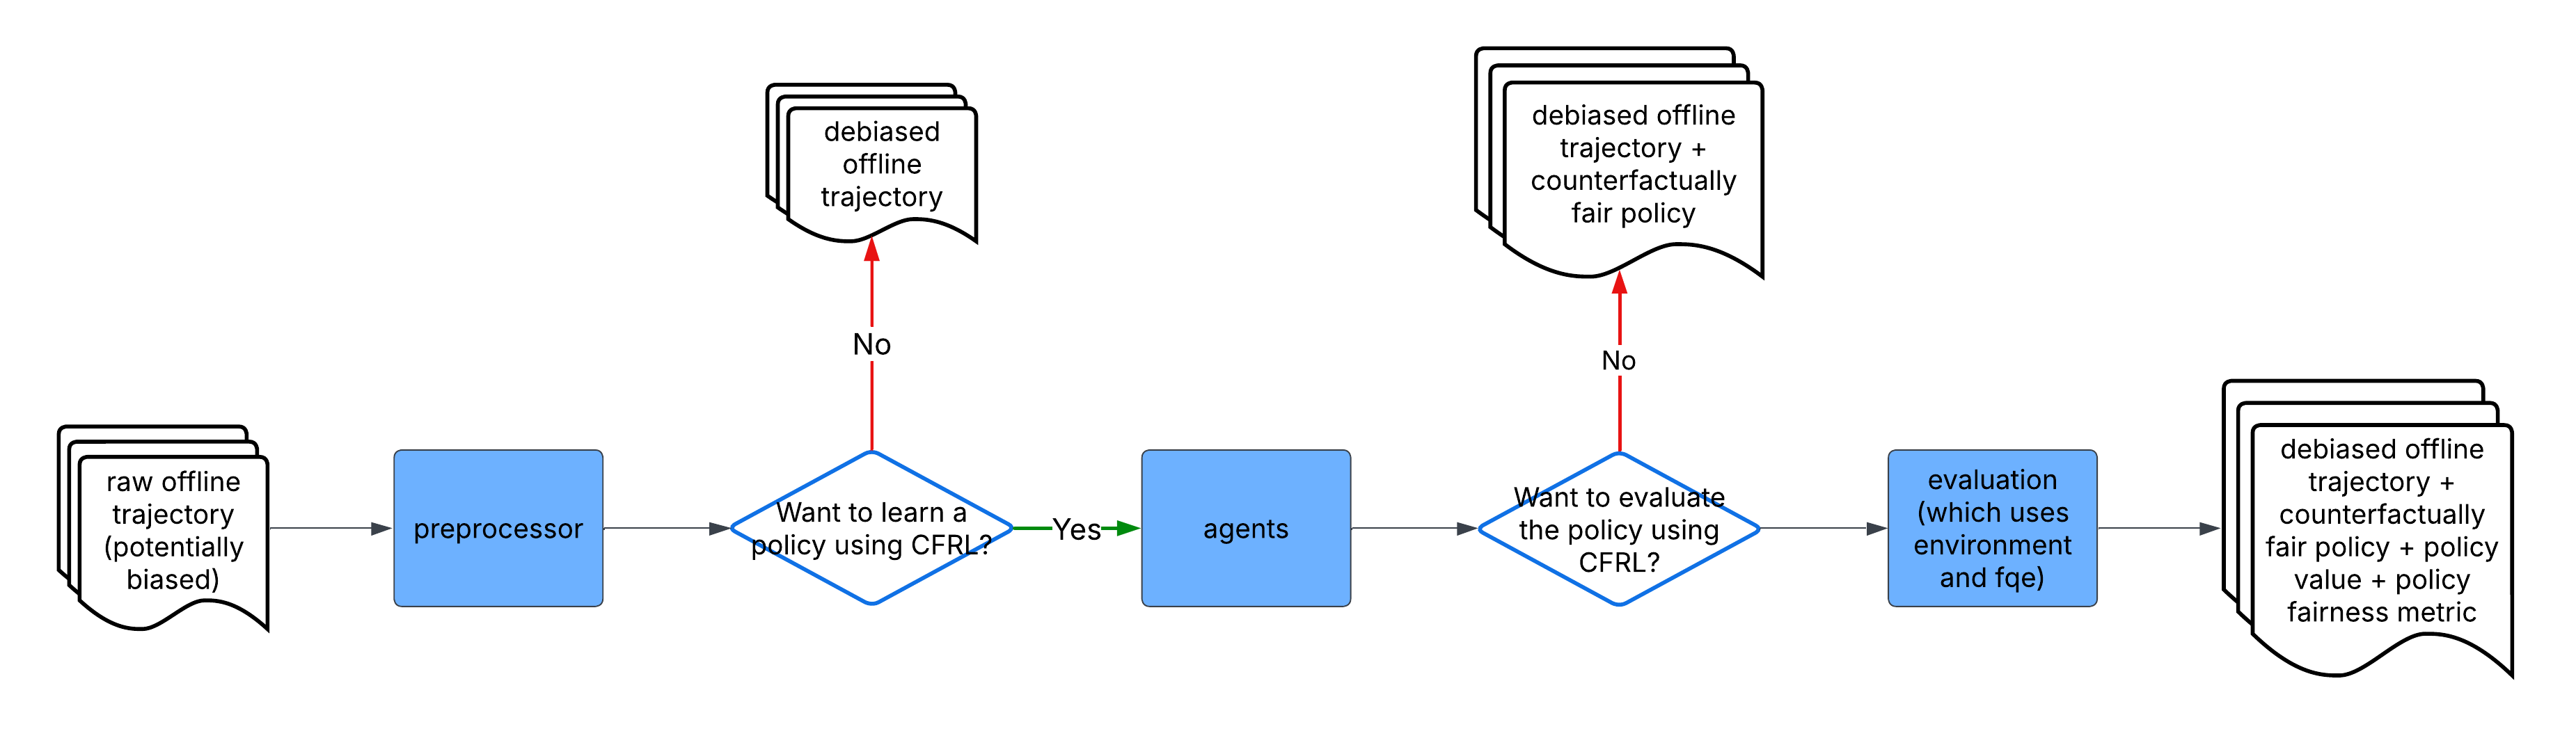 raw offline
trajectory
(potentially
biased)
preprocessor
Want to learn a
policy using CFRL?
No
debiased
offline
trajectory
Yes
agents
Want to evaluate
the policy using
CFRL?
No
debiased offline
trajectory +
counterfactually
fair policy
evaluation
(which uses
environment
and fqe)
debiased offline
trajectory +
counterfactually
fair policy + policy
value + policy
fairness metric